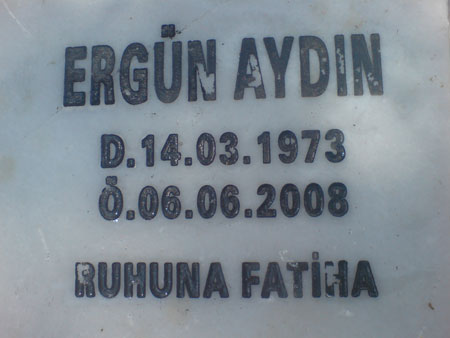 ERGÜN AYDIN
D.14.03.1973
Ö.06.06.2008
RUHUNA FATİHA